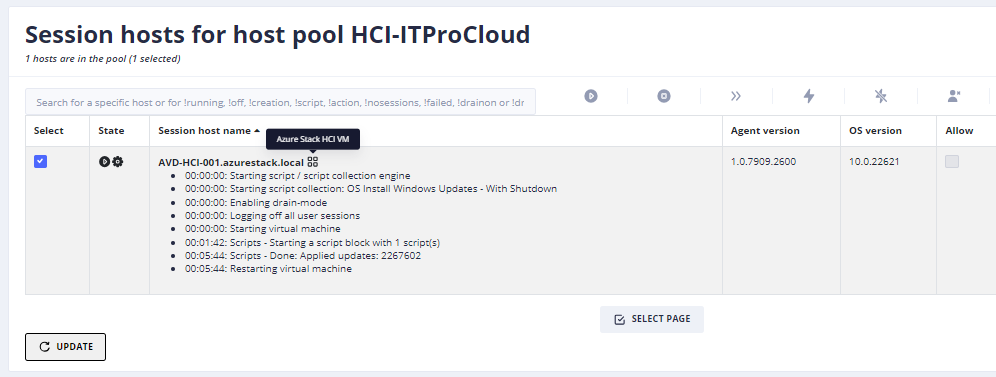 Session hosts for host pool HCI-ITProCloud
1 hosts are in the pool (1 selected)
Search for a specific host or for !running, !off, !creation, !script, !action, !nosessions, !failed, !drainon or !dr
Select State Session host name Agent version OS version Allow
Azure Stack HCI VM
AVD-HCI-001.azurestack.local 1.0.7909.2600 10.0.22621
00:00:00: Starting script / script collection engine
00:00:00: Starting script collection: OS Install Windows Updates - With Shutdown
00:00:00: Enabling drain-mode
00:00:00: Logging off all user sessions
00:00:00: Starting virtual machine
00:01:42: Scripts - Starting a script block with 1 script(s)
00:05:44: Scripts - Done: Applied updates: 2267602
00:05:44: Restarting virtual machine
SELECT PAGE
UPDATE